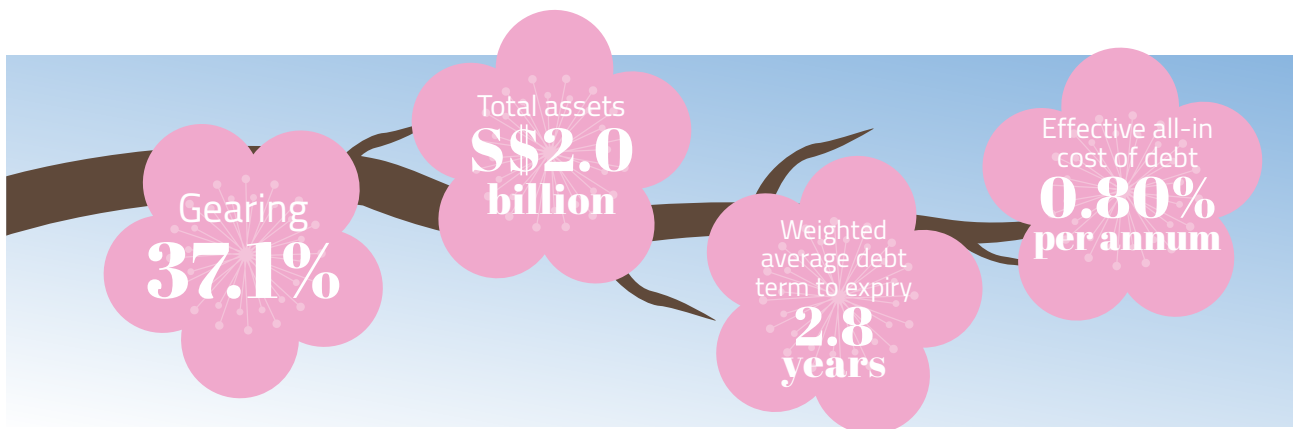 Gearing
37.1%
Total assets
S$2.0
billion
Weighted
average debt
term to expiry
2.8
years
Effective all-in
cost of debt
0.80%
per annum